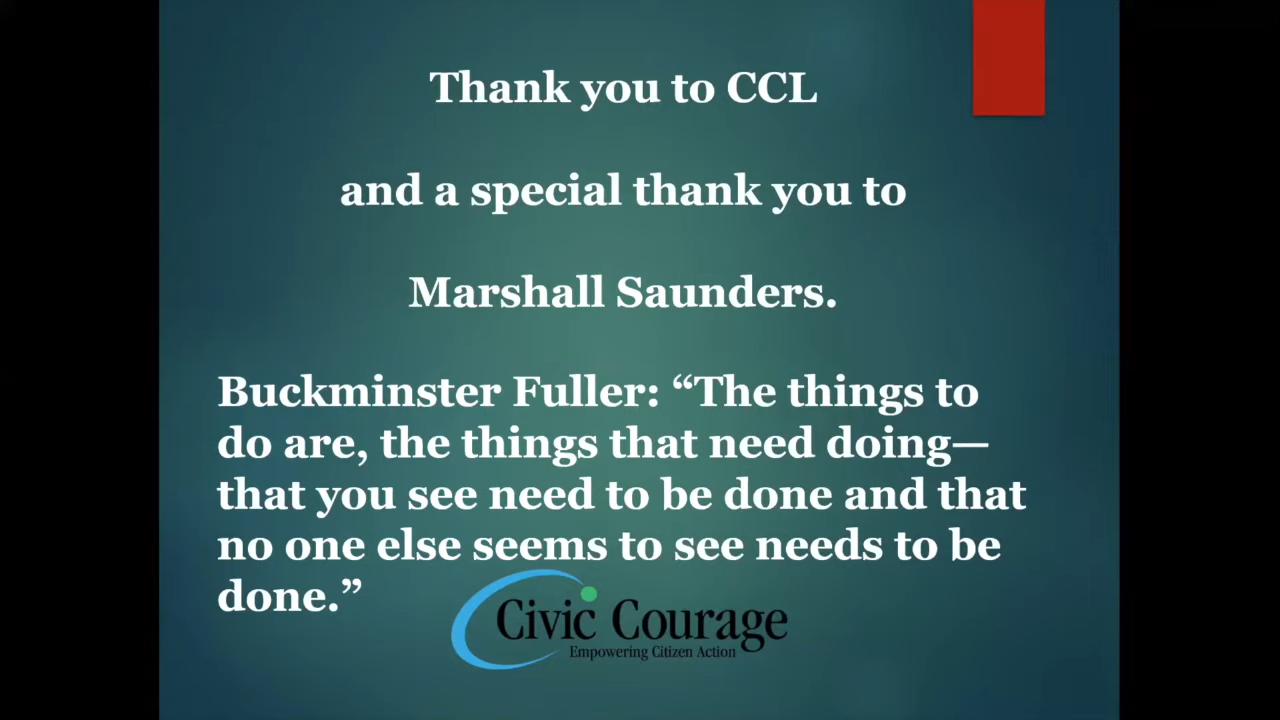 Thank you to CCL
and a special thank you to
Marshall Saunders.
Buckminster Fuller: “The things to
do are, the things that need doing—
that you see need to be done and that
no one else seems to see needs to be
done.”
Civic Courage
Empowering Citizen Action